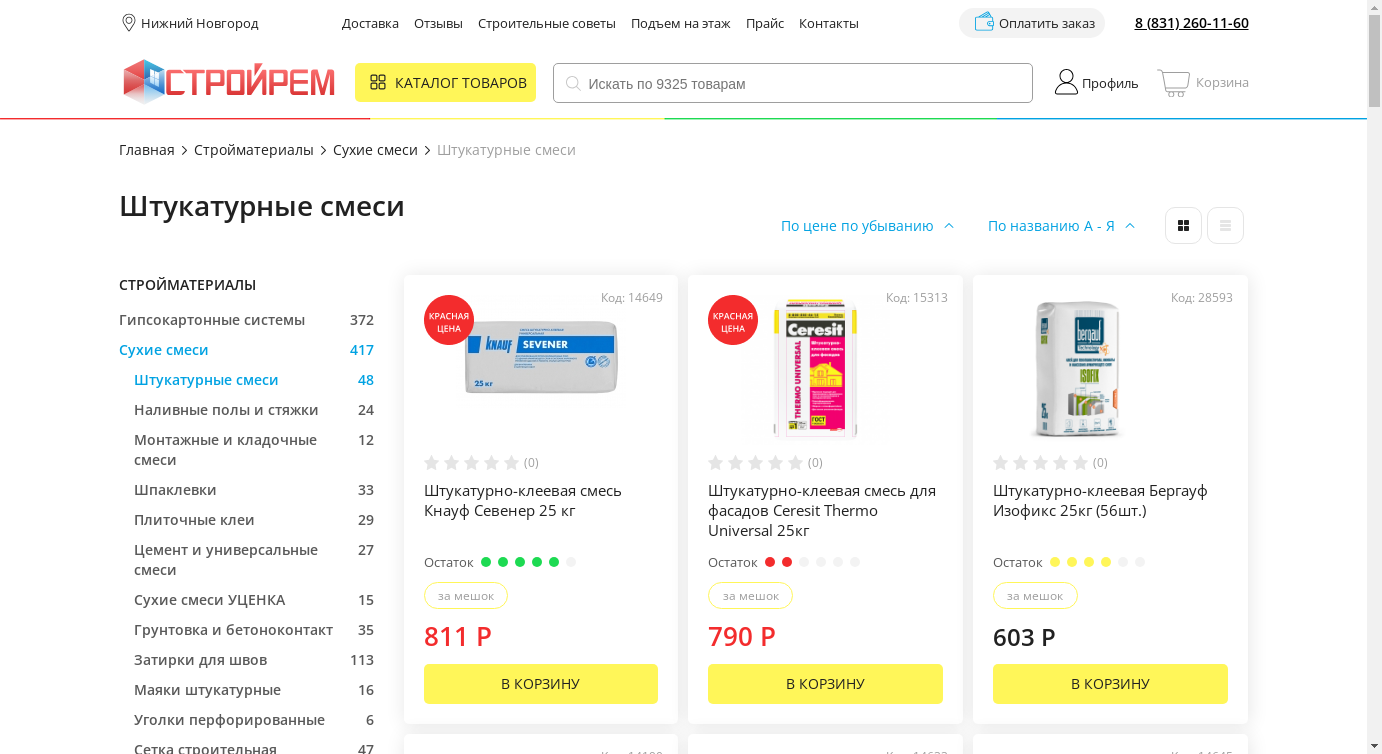 Нижний Новгород
Доставка Отзывы Строительные советы Подъем на этаж Прайс Контакты
Оплатить заказ
8 (831) 260-11-60
СТРОЙРЕМ
КАТАЛОГ ТОВАРОВ
Искать по 9325 товарам
Профиль
Корзина
Главная Стройматериалы Сухие смеси Штукатурные смеси
Штукатурные смеси
По цене по убыванию
По названию А - Я
СТРОЙМАТЕРИАЛЫ
Гипсокартонные системы 372
Сухие смеси 417
Штукатурные смеси 48
Наливные полы и стяжки 24
Монтажные и кладочные 12
смеси
Шпаклевки 33
Плиточные клеи 29
Цемент и универсальные 27
смеси
Сухие смеси УЦЕНКА 15
Грунтовка и бетоноконтакт 35
Затирки для швов 113
Маяки штукатурные 16
Уголки перфорированные 6
Сетка строительная 47
Код: 14649
КРАСНАЯ
ЦЕНА
KNAUF SEVENER
25 кг
(0)
Штукатурно-клеевая смесь
Кнауф Севенер 25 кг
Остаток
за мешок
811 Р
В КОРЗИНУ
Код: 15313
КРАСНАЯ
ЦЕНА
Ceresit
Штукатурно-
клеевая смесь
для фасадов
THERMO UNIVERSAL
ГОСТ
(0)
Штукатурно-клеевая смесь для
фасадов Ceresit Thermo
Universal 25кг
Остаток
за мешок
790 Р
В КОРЗИНУ
Код: 28593
bergauf
ISOFIX
(0)
Штукатурно-клеевая Бергауф
Изофикс 25кг (56шт.)
Остаток
за мешок
603 Р
В КОРЗИНУ